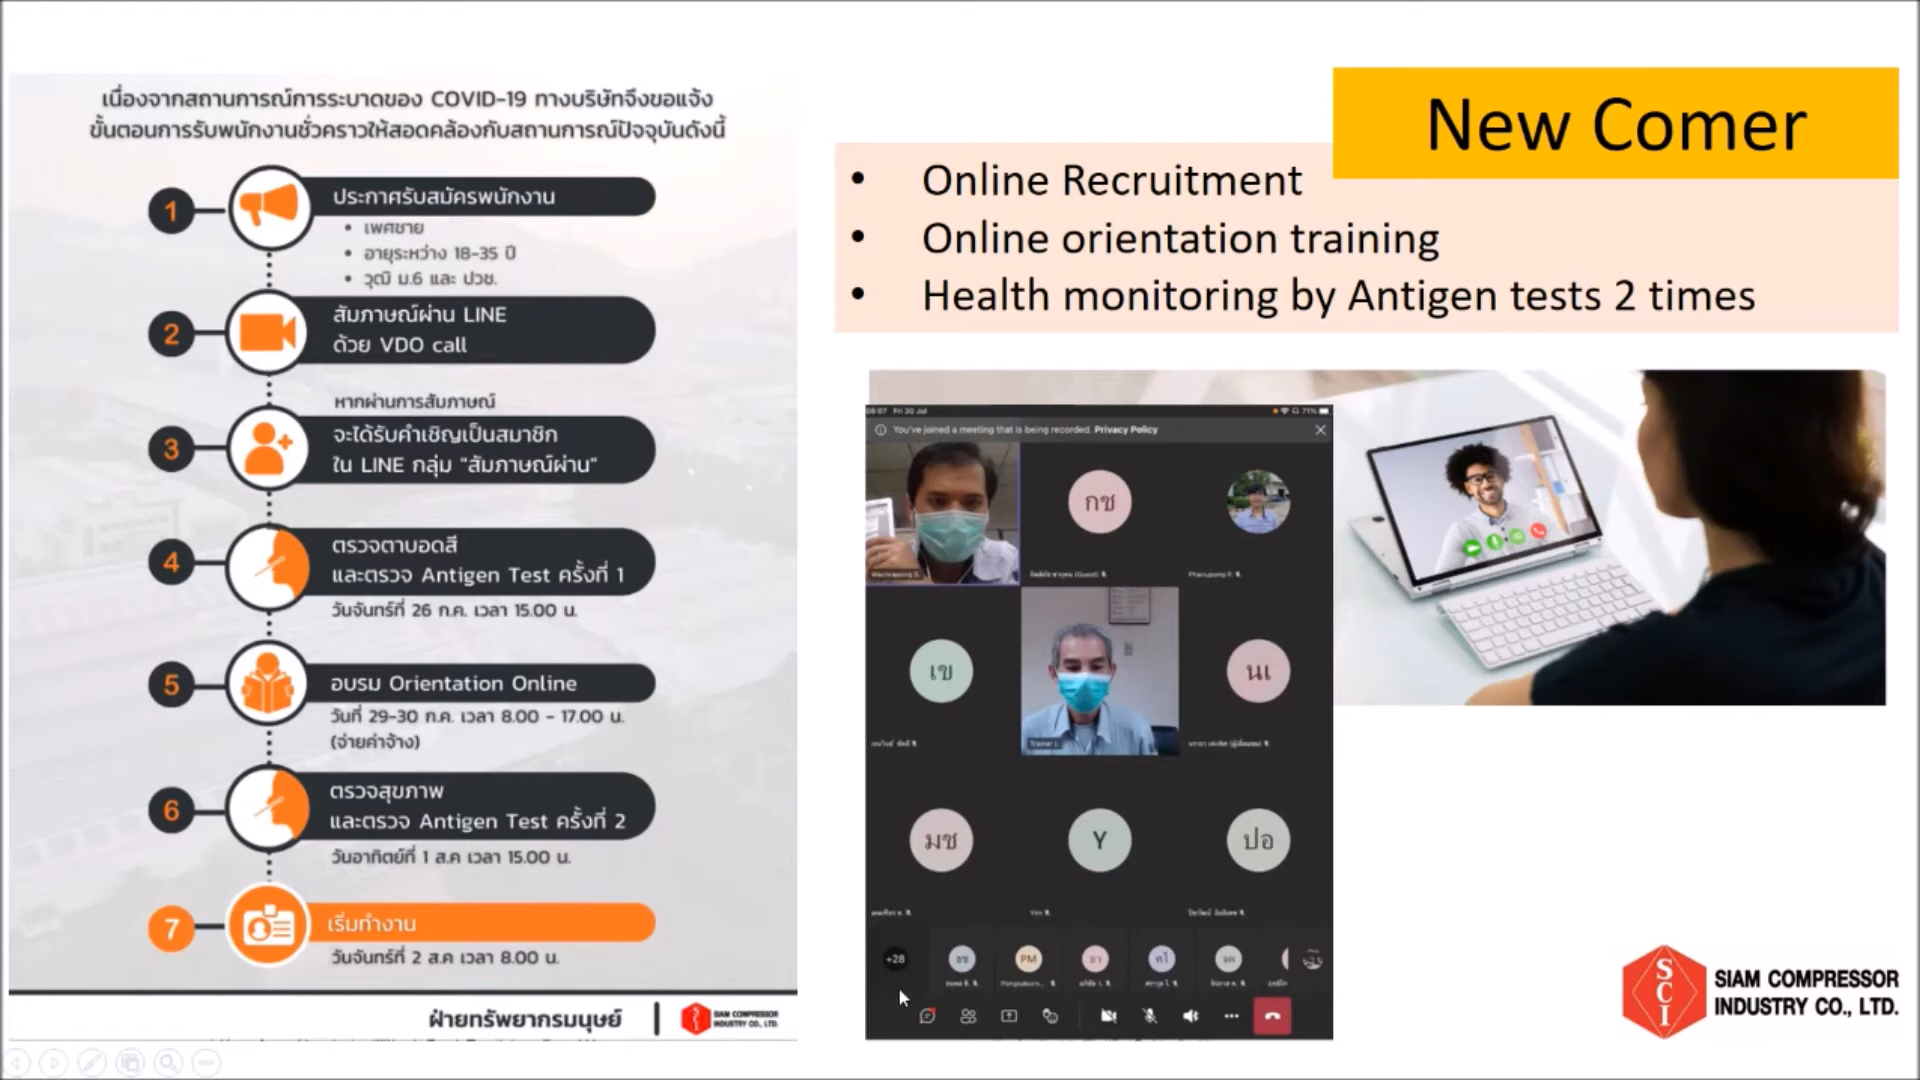 เนื่องจากสถานการณ์การระบาดของ COVID-19 ทางบริษัทจึงขอแจ้ง
ขั้นตอนการรับพนักงานชั่วคราวให้สอดคล้องกับสถานการณ์ปัจจุบันดังนี้
1
ประกาศรับสมัครพนักงาน
• เพศชาย
• อายุระหว่าง 18-35 ปี
• วุฒิ ม.6 และ ปวช.
2
สัมภาษณ์ผ่าน LINE
ด้วย VDO call
หากผ่านการสัมภาษณ์
3
จะได้รับคำเชิญเป็นสมาชิก
ใน LINE กลุ่ม "สัมภาษณ์ผ่าน"
4
ตรวจตาบอดสี
และตรวจ Antigen Test ครั้งที่ 1
วันจันทร์ที่ 26 ก.ค. เวลา 15.00 น.
5
อบรม Orientation Online
วันที่ 29-30 ก.ค. เวลา 8.00 - 17.00 น.
(จ่ายค่าจ้าง)
6
ตรวจสุขภาพ
และตรวจ Antigen Test ครั้งที่ 2
วันอาทิตย์ที่ 1 ส.ค เวลา 15.00 น.
7
เริ่มทำงาน
วันจันทร์ที่ 2 ส.ค เวลา 8.00 น.
ฝ่ายทรัพยากรมนุษย์
SIAM COMPRESSOR
INDUSTRY CO., LTD.
New Comer
• Online Recruitment
• Online orientation training
• Health monitoring by Antigen tests 2 times
08:07 Fri 30 Jul
71%
You've joined a meeting that is being recorded. Privacy Policy
กช
Phanupong P.
เข
นเ
Trainer
มช
Y
ปอ
Yim
+28
PM
อา
Pongsakorn...
SCI
SIAM COMPRESSOR
INDUSTRY CO., LTD.